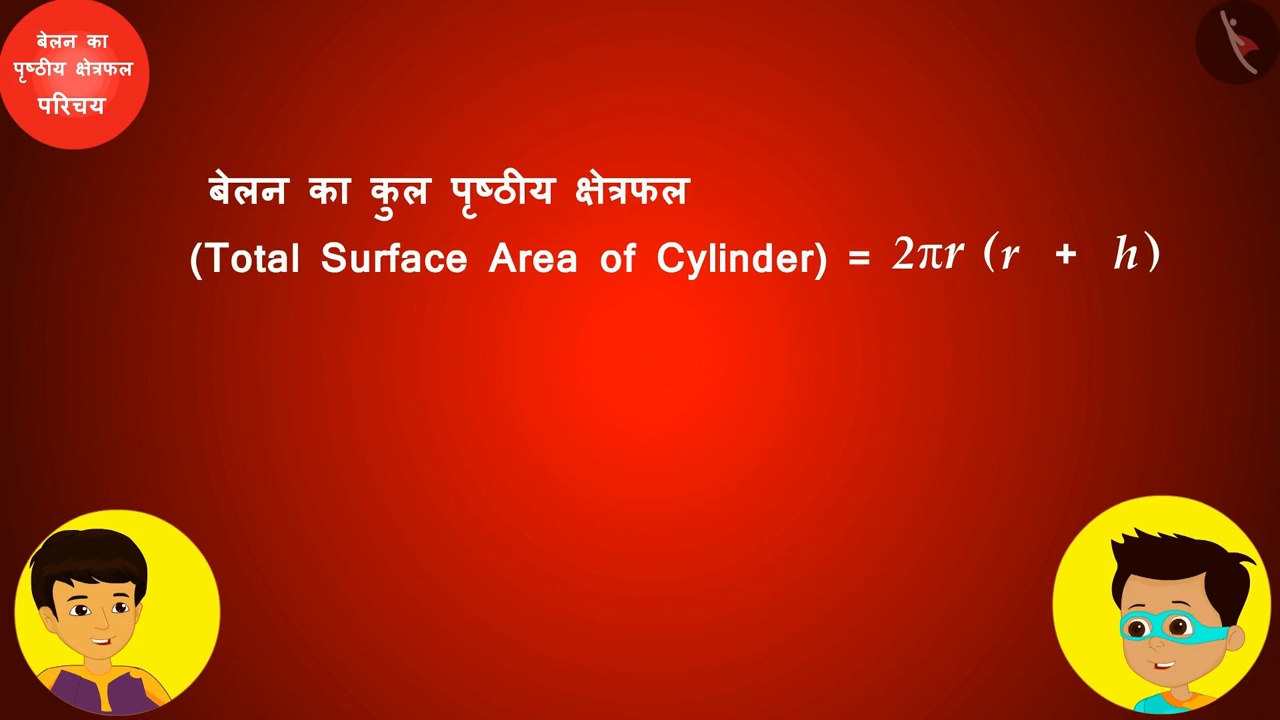 बेलन का
पृष्ठीय क्षेत्रफल
परिचय
बेलन का कुल पृष्ठीय क्षेत्रफल
(Total Surface Area of Cylinder) = 2πr (r + h)